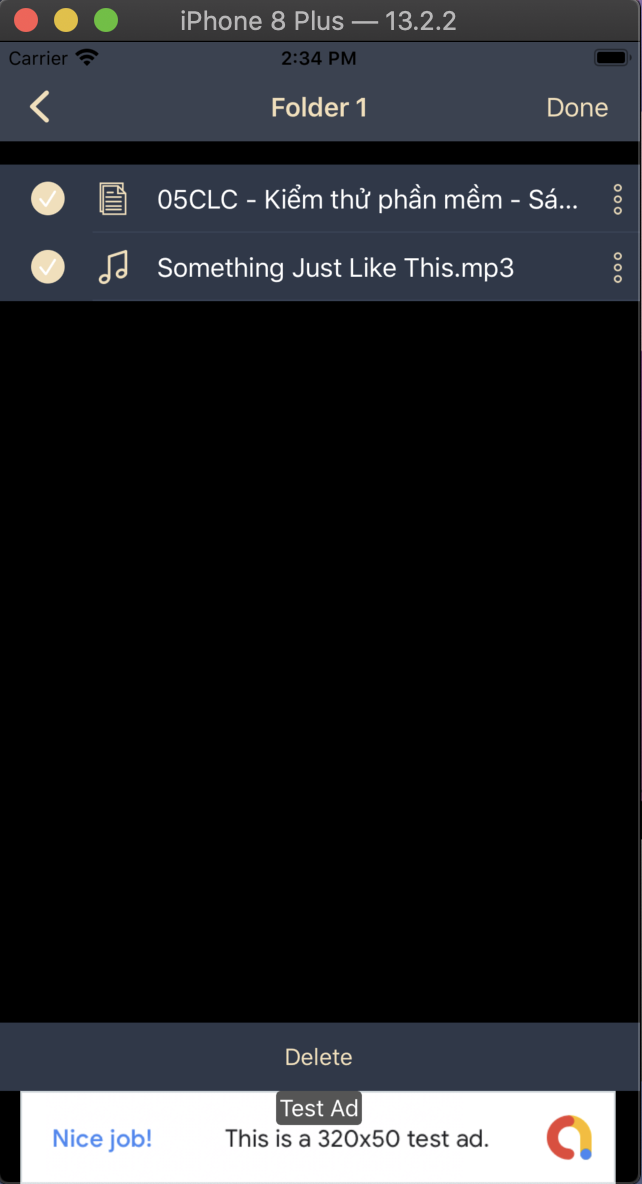 iPhone 8 Plus — 13.2.2
Carrier 2:34 PM
Folder 1 Done
05CLC - Kiểm thử phần mềm - Sá...
Something Just Like This.mp3
Delete
Test Ad
Nice job! This is a 320x50 test ad.